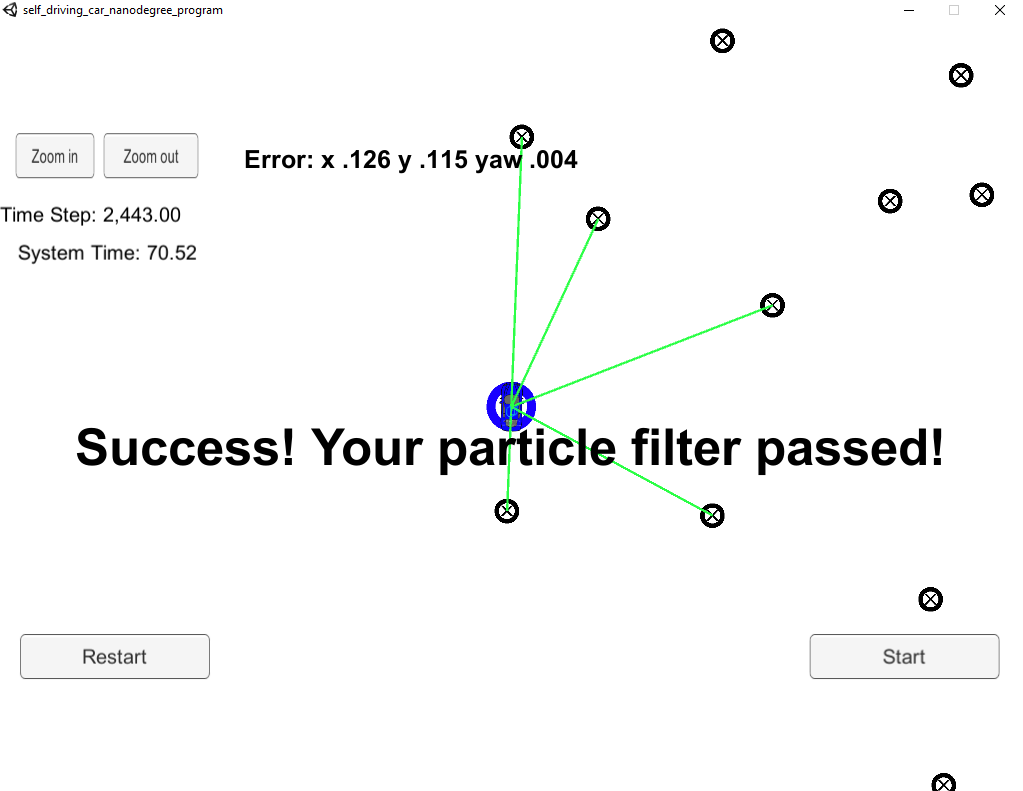 self_driving_car_nanodegree_program
Zoom in
Zoom out
Error: x .126 y .115 yaw .004
Time Step: 2,443.00
System Time: 70.52
Success! Your particle filter passed!
Restart
Start